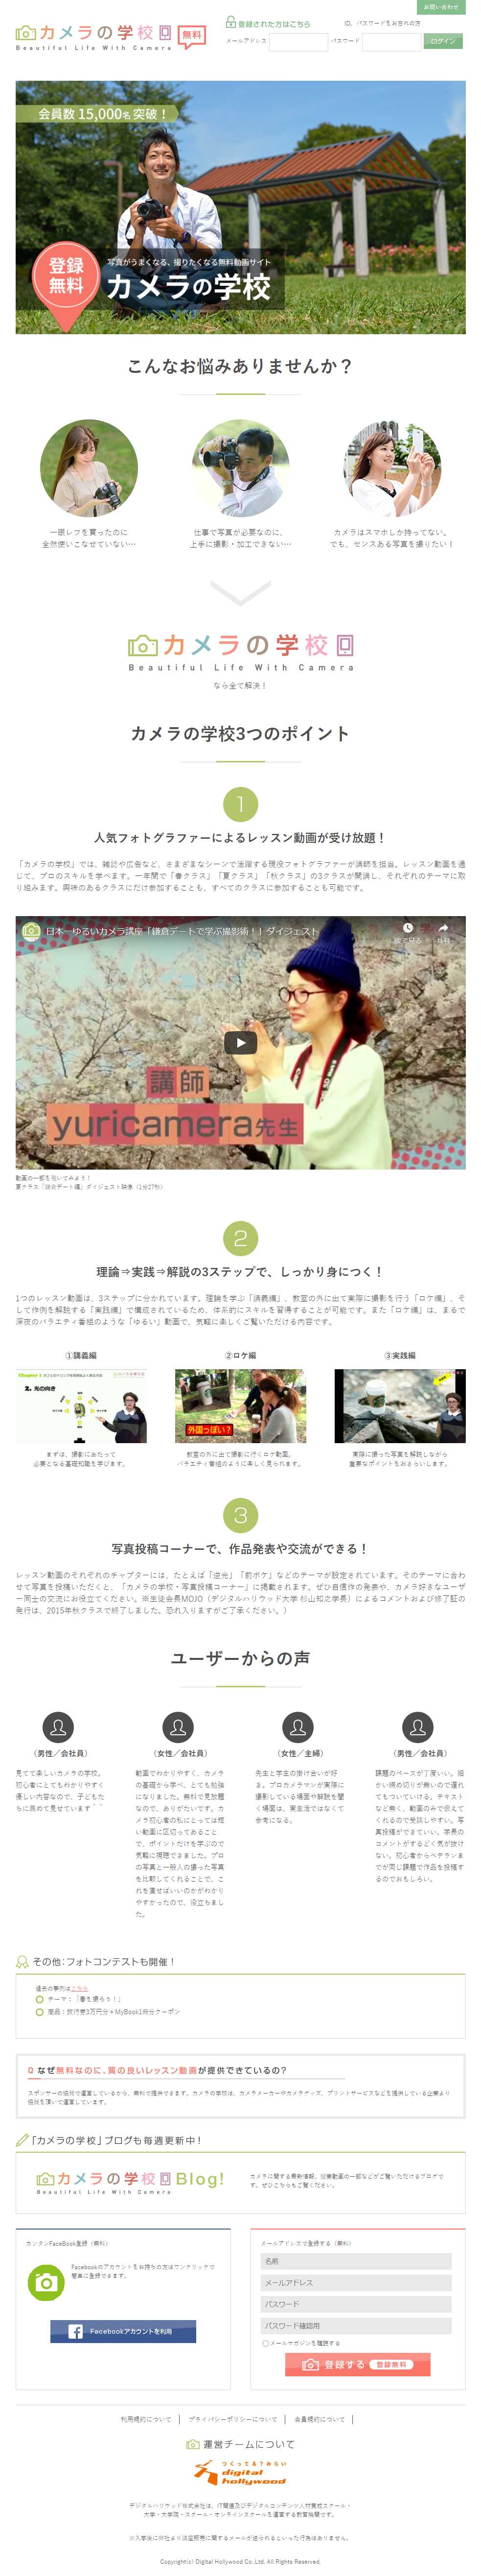 お問い合わせ
カメラの学校 無料
Beautiful Life With Camera
登録された方はこちら
ID、パスワードをお忘れの方
メールアドレス
パスワード
ログイン
会員数 15,000名 突破！
登録
無料
写真がうまくなる、撮りたくなる無料動画サイト
カメラの学校
こんなお悩みありませんか？
一眼レフを買ったのに
全然使いこなせていない…
仕事で写真が必要なのに、
上手に撮影・加工できない…
カメラはスマホしか持ってない。
でも、センスある写真を撮りたい！
カメラの学校
Beautiful Life With Camera
なら全て解決！
カメラの学校3つのポイント
1
人気フォトグラファーによるレッスン動画が受け放題！
「カメラの学校」では、雑誌や広告など、さまざまなシーンで活躍する現役フォトグラファーが講師を担当。レッスン動画を通
じて、プロのスキルを学べます。一年間で「春クラス」「夏クラス」「秋クラス」の3クラスが開講し、それぞれのテーマに取
り組みます。興味のあるクラスにだけ参加することも、すべてのクラスに参加することも可能です。
日本一ゆるいカメラ講座「鎌倉デートで学ぶ撮影術！」ダイジェスト
後で見る
共有
講師
yuricamera先生
動画の一部を覗いてみよう！
夏クラス「鎌倉デート編」ダイジェスト映像（1分27秒）
2
理論⇒実践⇒解説の3ステップで、しっかり身につく！
1つのレッスン動画は、3ステップに分かれています。理論を学ぶ「講義編」、教室の外に出て実際に撮影を行う「ロケ編」、そ
して作例を解説する「実践編」で構成されているため、体系的にスキルを習得することが可能です。また「ロケ編」は、まるで
深夜のバラエティ番組のような「ゆるい」動画で、気軽に楽しくご覧いただける内容です。
①講義編
②ロケ編
③実践編
2。光の向き
外国っぽい？
まずは、撮影にあたって
必要となる基礎知識を学びます。
教室の外に出て撮影に行くロケ動画。
バラエティ番組のように楽しく見られます。
実際に撮った写真を解説しながら
重要なポイントをおさらいします。
3
写真投稿コーナーで、作品発表や交流ができる！
レッスン動画のそれぞれのチャプターには、たとえば「逆光」「前ボケ」などのテーマが設定されています。そのテーマに合わ
せて写真を投稿いただくと、「カメラの学校・写真投稿コーナー」に掲載されます。ぜひ自信作の発表や、カメラ好きなユーザ
ー同士の交流にお役立てください。※生徒会長MOJO（デジタルハリウッド大学 杉山知之学長）によるコメントおよび修了証の
発行は、2015年秋クラスで終了しました。恐れ入りますがご了承ください。）
ユーザーからの声
（男性／会社員）
見てて楽しいカメラの学校。
初心者にとてもわかりやすく
優しい内容なので、子どもた
ちに薦めて見せています＾＾
（女性／会社員）
動画でわかりやすく、カメラ
の基礎から学べ、とても勉強
になりました。無料で見放題
なので、ありがたいです。カ
メラ初心者の私にとっては短
い動画に区切ってあること
で、ポイントだけを学ぶので
気軽に視聴できました。プロ
の写真と一般人の撮った写真
を比較してくれることで、こ
れを直せばいいのかがわかり
やすかったので、役立ちまし
た。
（女性／主婦）
先生と学生の掛け合いが好
き。プロカメラマンが実際に
撮影している場面や解説を聞
く場面は、実生活ではなくて
参考になる。
（男性／会社員）
課題のペースが丁度いい。細
かい締め切りが無いので遅れ
てもついていける。テキスト
など無く、動画のみで伝えて
くれるので受講しやすい。写
真投稿ができていい。学長の
コメントがするどく気が抜け
ない。初心者からベテランま
でが同じ課題で作品を投稿す
るのでおもしろい。
その他：フォトコンテストも開催！
過去の事例はこちら
テーマ：「春を撮ろう！」
商品：旅行券3万円分＋MyBook1冊分クーポン
Q なぜ無料なのに、質の良いレッスン動画が提供できているの？
スポンサーの協賛で運営しているから、無料で提供できます。カメラの学校は、カメラメーカーやカメラグッズ、プリントサービスなどを提供している企業より
協賛を頂いて運営しています。
「カメラの学校」ブログも毎週更新中！
カメラの学校 Blog!
Beautiful Life With Camera
カメラに関する最新情報、授業動画の一部などがご覧いただけるブログで
す。ぜひこちらもご覧ください。
カンタンFaceBook登録（無料）
Facebookのアカウントをお持ちの方はワンクリックで
簡単に登録できます。
Facebookアカウントを利用
メールアドレスで登録する（無料）
名前
メールアドレス
パスワード
パスワード確認用
メールマガジンを購読する
登録する 登録無料
利用規約について
プライバシーポリシーについて
会員規約について
運営チームについて
つくってる？みらい
digital
hollywood
デジタルハリウッド株式会社は、IT関連及びデジタルコンテンツ人材養成スクール・
大学・大学院・スクール・オンラインスクールを運営する教育機関です。
※入学後に弊社より講座販売に関するメールが送られるといった行為はありません。
Copyright(c) Digital Hollywood Co.,Ltd. All Rights Reserved.